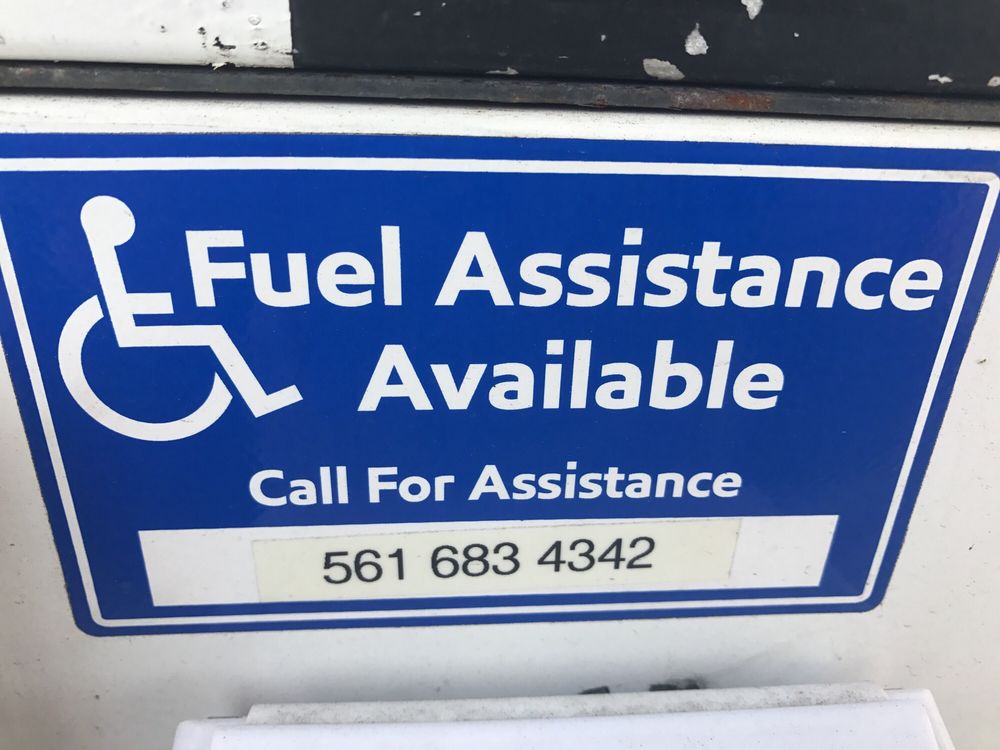 Fuel Assistance
Available
Call For Assistance
561 683 4342